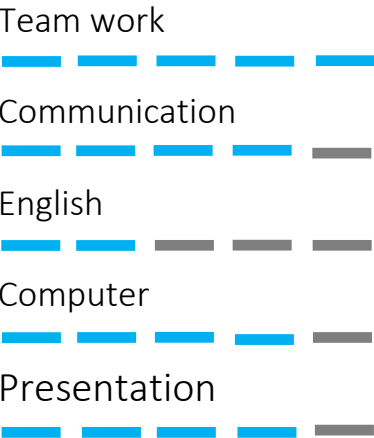 Team work
Communication
English
Computer
Presentation